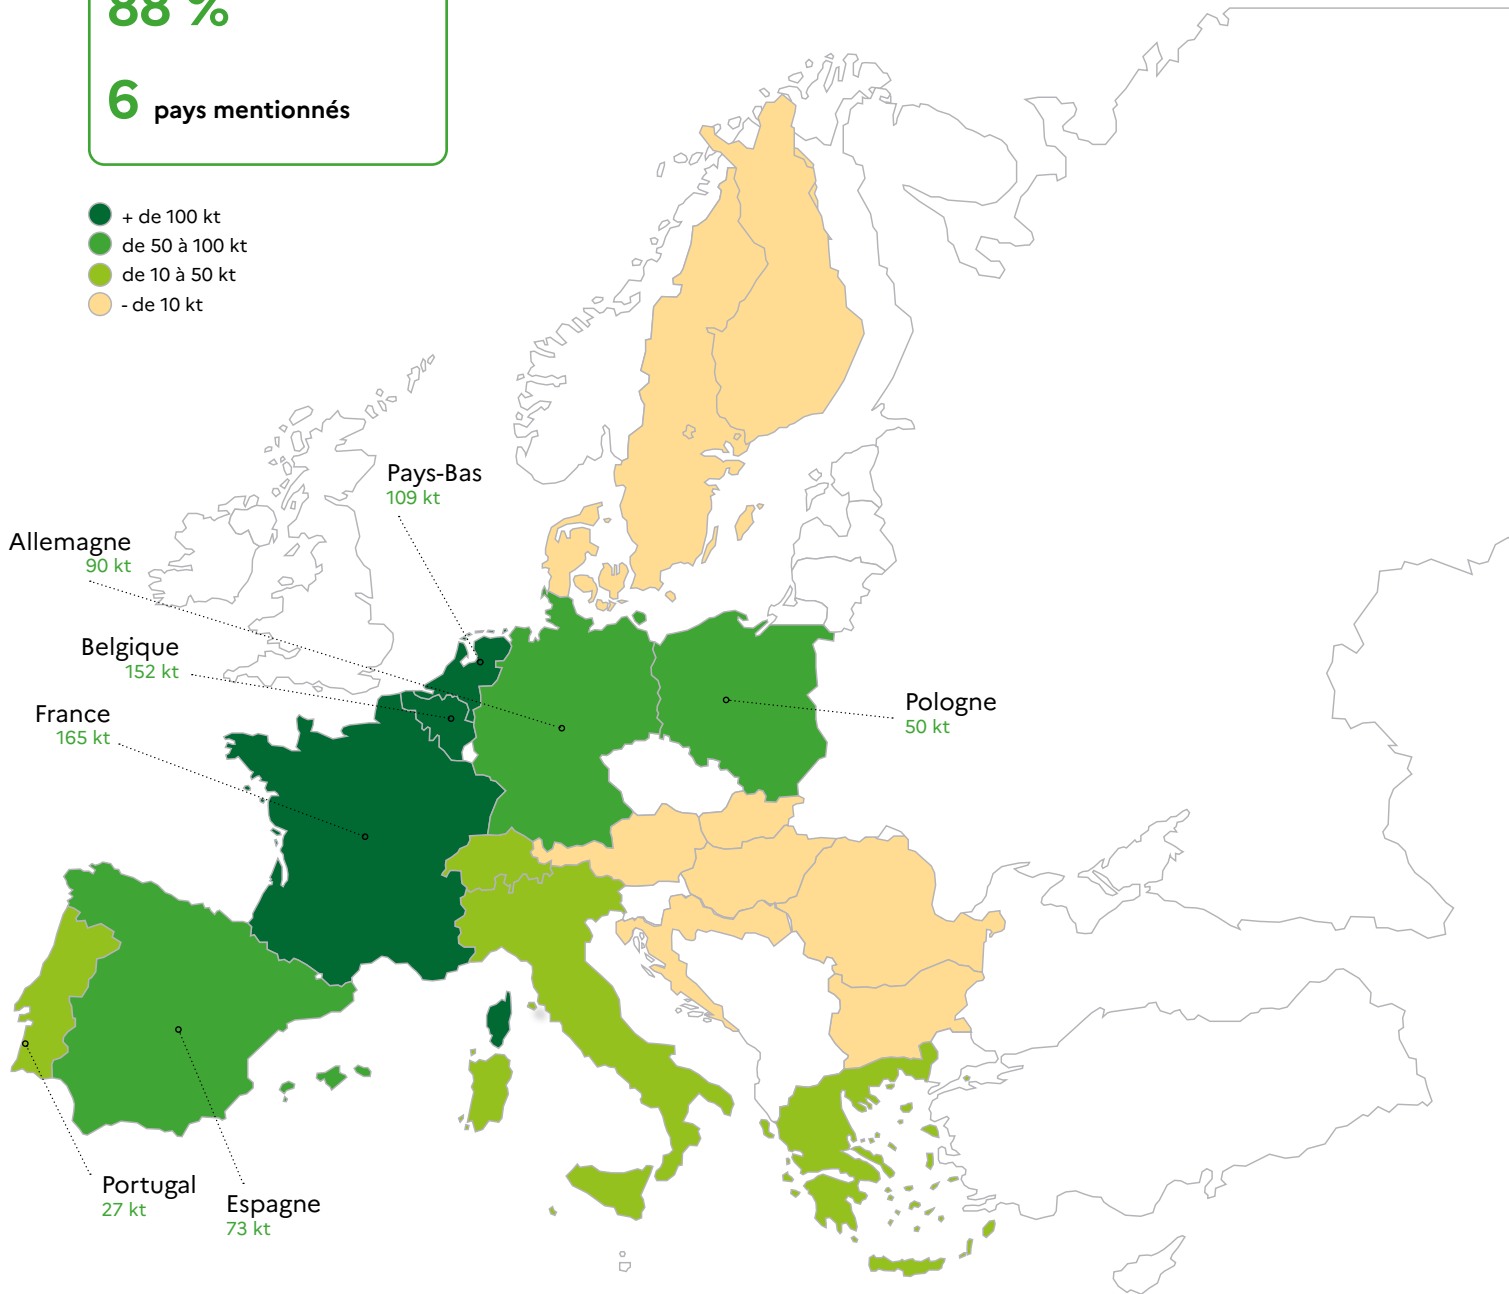 88 %
6 pays mentionnés
+ de 100 kt
de 50 à 100 kt
de 10 à 50 kt
- de 10 kt
Pays-Bas
109 kt
Allemagne
90 kt
Belgique
152 kt
France
165 kt
Pologne
50 kt
Portugal
27 kt
Espagne
73 kt